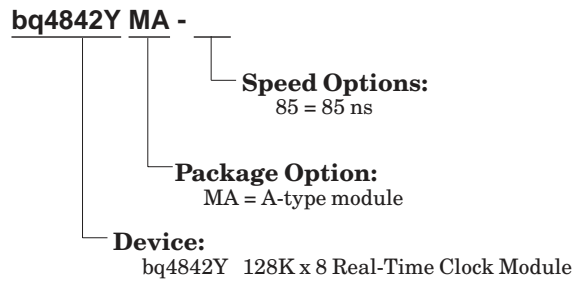 bq4842Y MA -
Speed Options:
85 = 85 ns
Package Option:
MA = A-type module
Device:
bq4842Y 128K x 8 Real-Time Clock Module